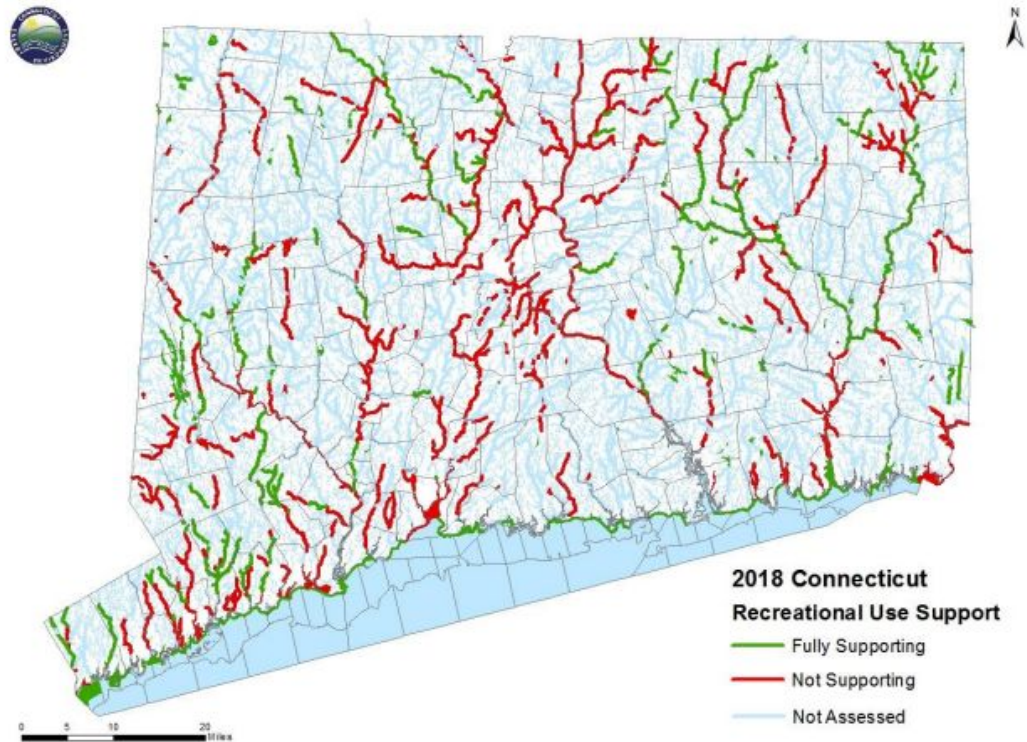 N
2018 Connecticut
Recreational Use Support
Fully Supporting
Not Supporting
Not Assessed
0 5 10 20
Miles